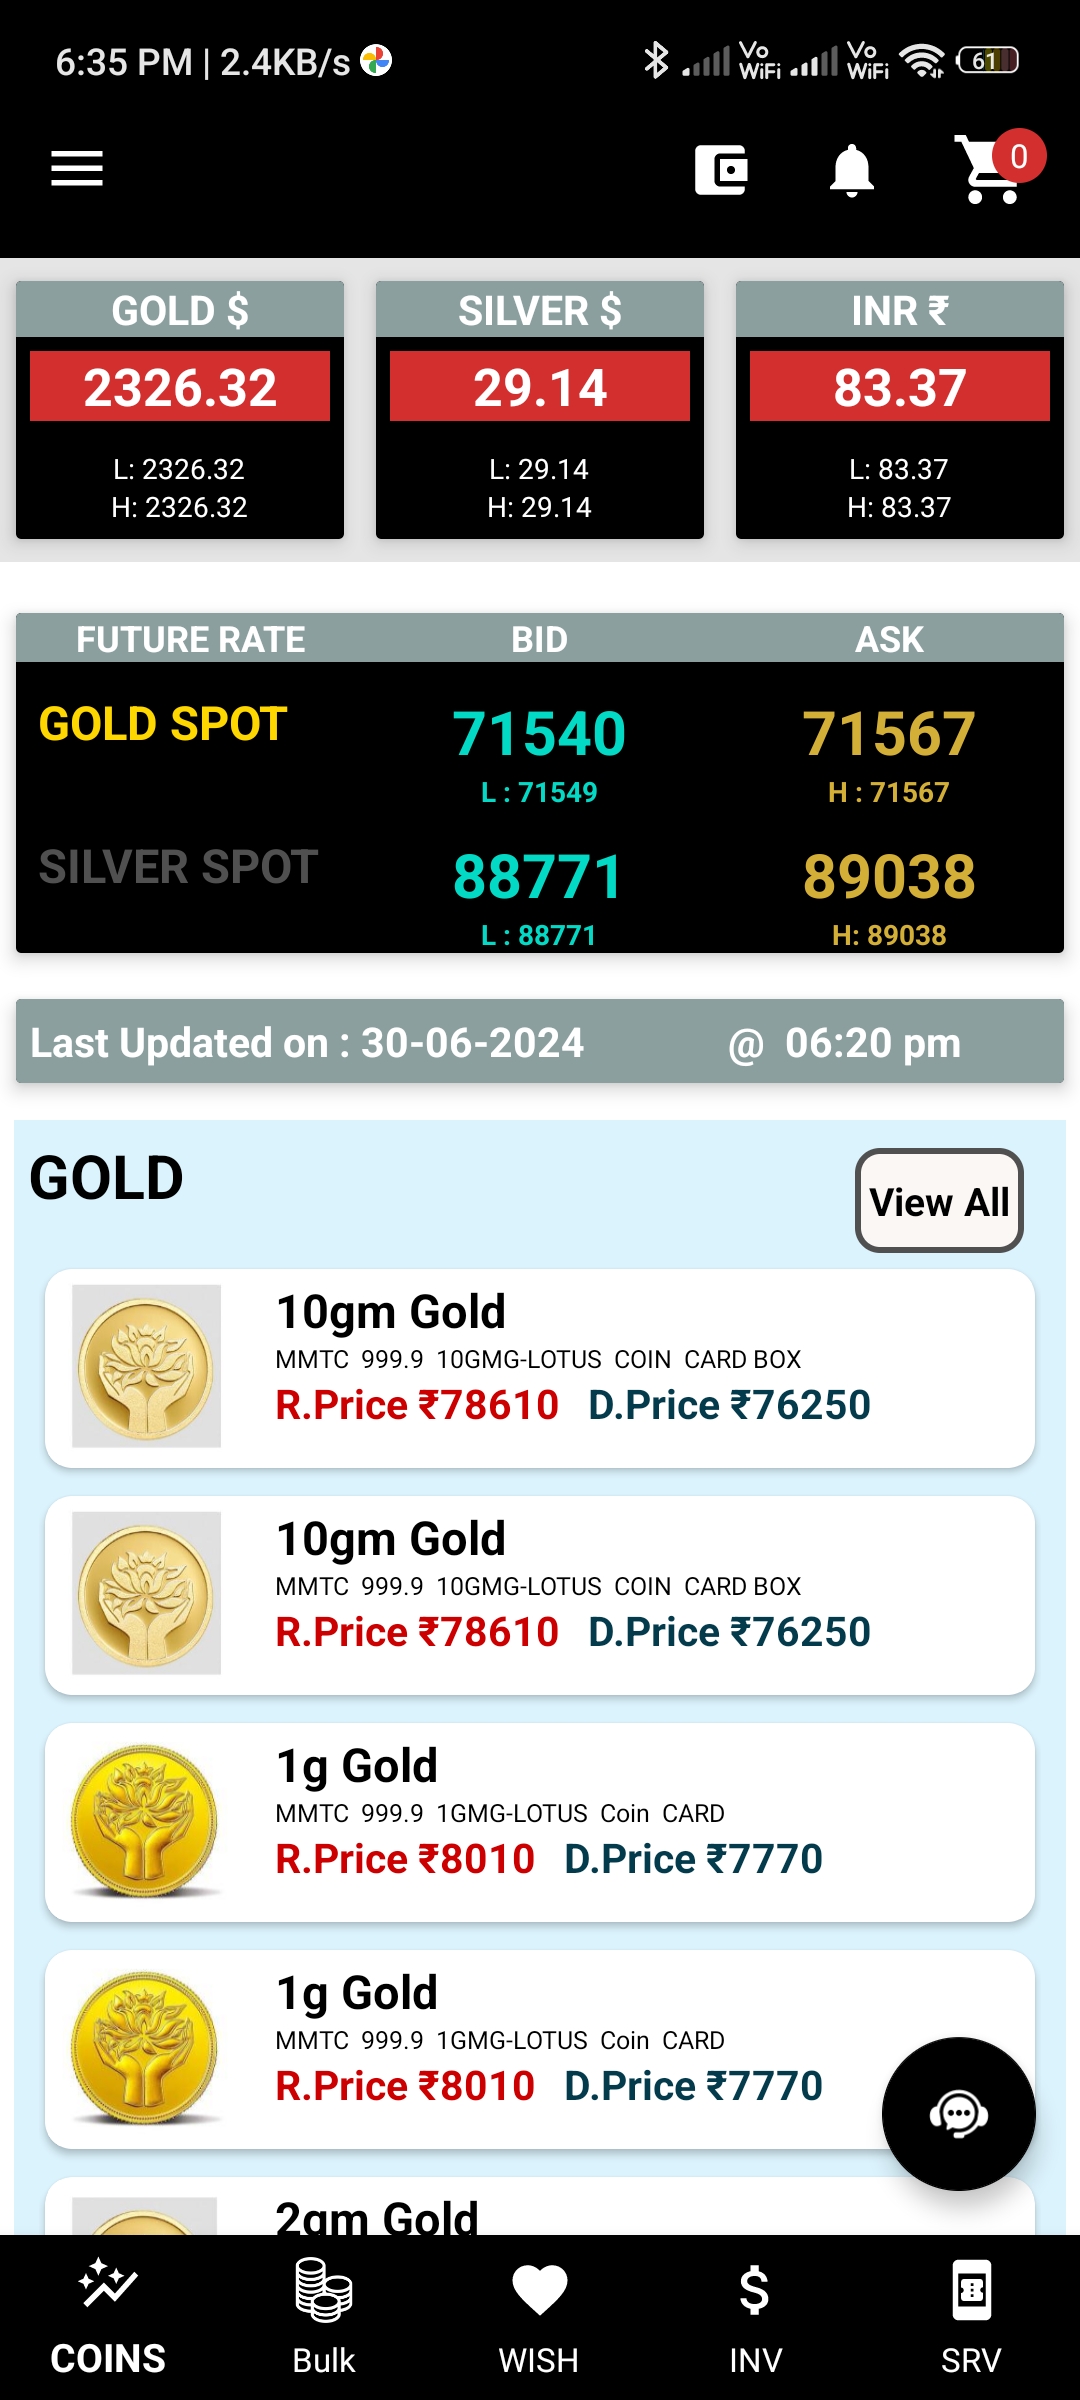 6:35 PM | 2.4KB/s
Vo WiFi Vo WiFi 61
0
GOLD $ SILVER $ INR ₹
2326.32 29.14 83.37
L: 2326.32 L: 29.14 L: 83.37
H: 2326.32 H: 29.14 H: 83.37
FUTURE RATE BID ASK
GOLD SPOT 71540 71567
L : 71549 H : 71567
SILVER SPOT 88771 89038
L : 88771 H: 89038
Last Updated on : 30-06-2024 @ 06:20 pm
GOLD View All
10gm Gold
MMTC 999.9 10GMG-LOTUS COIN CARD BOX
R.Price ₹78610 D.Price ₹76250
10gm Gold
MMTC 999.9 10GMG-LOTUS COIN CARD BOX
R.Price ₹78610 D.Price ₹76250
1g Gold
MMTC 999.9 1GMG-LOTUS Coin CARD
R.Price ₹8010 D.Price ₹7770
1g Gold
MMTC 999.9 1GMG-LOTUS Coin CARD
R.Price ₹8010 D.Price ₹7770
2gm Gold
COINS Bulk WISH INV SRV